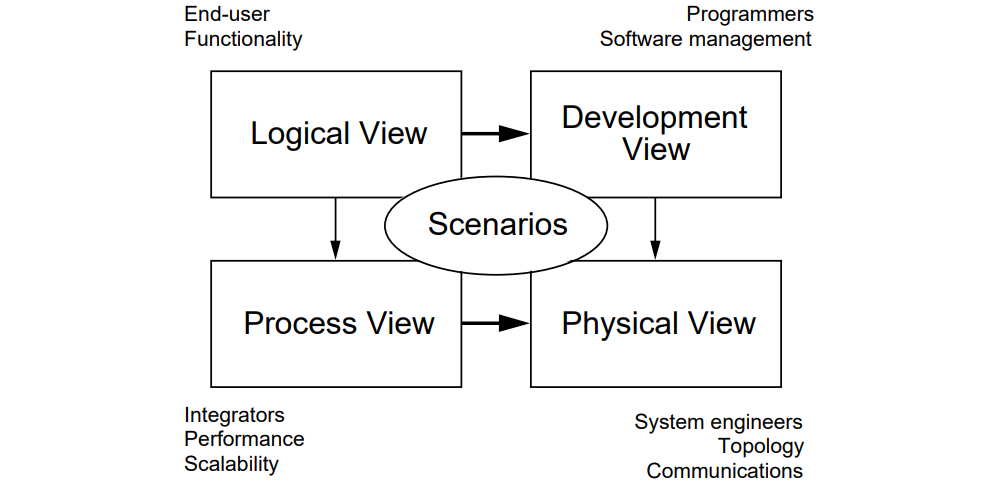 End-user
Functionality
Programmers
Software management
Logical View
Development
View
Scenarios
Process View
Physical View
Integrators
Performance
Scalability
System engineers
Topology
Communications